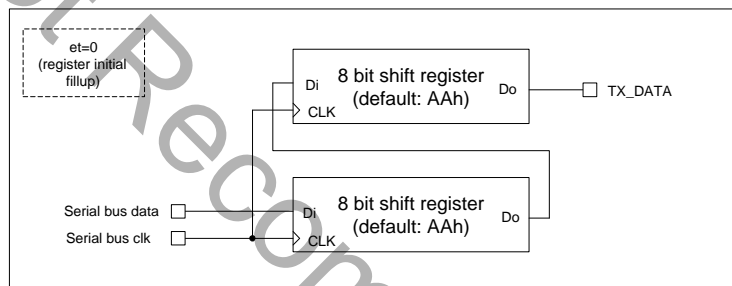 et=0
(register initial
fillup)
8 bit shift register
(default: AAh)
Di
Do
CLK
TX_DATA
8 bit shift register
(default: AAh)
Serial bus data
Di
Do
Serial bus clk
CLK